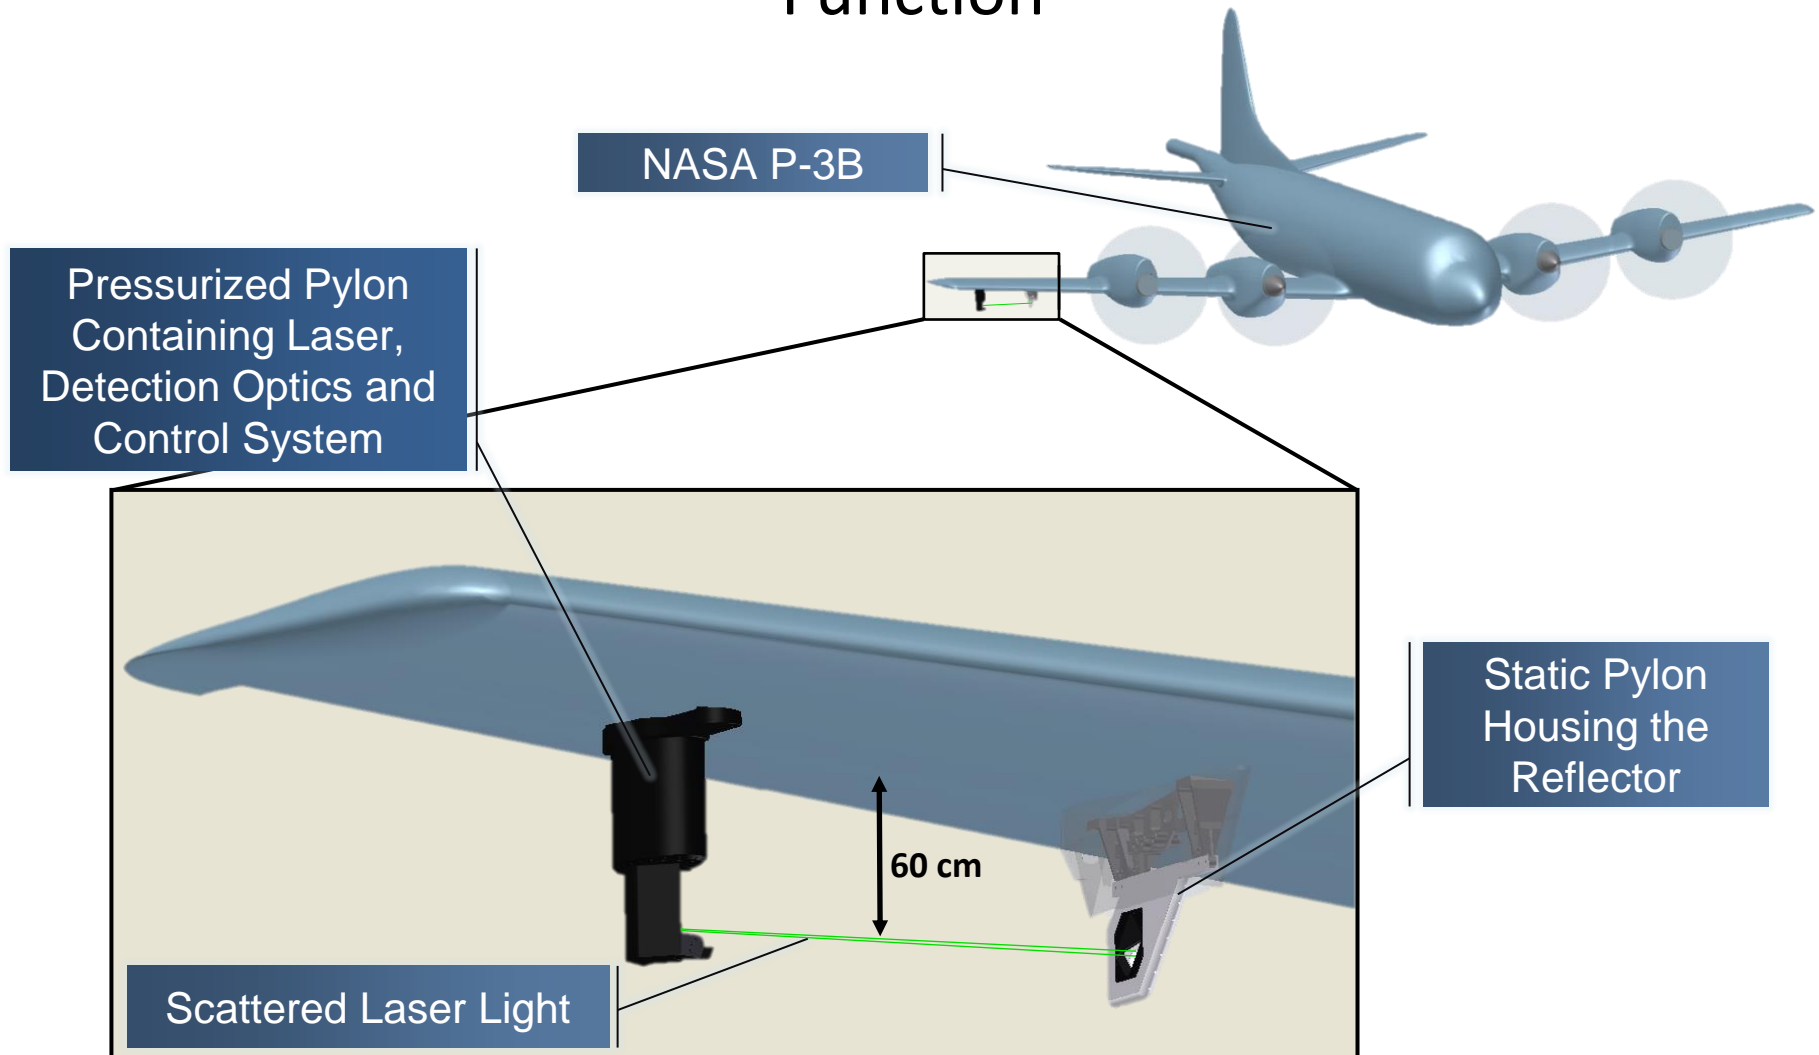 Function
NASA P-3B
Pressurized Pylon
Containing Laser,
Detection Optics and
Control System
60 cm
Static Pylon
Housing the
Reflector
Scattered Laser Light